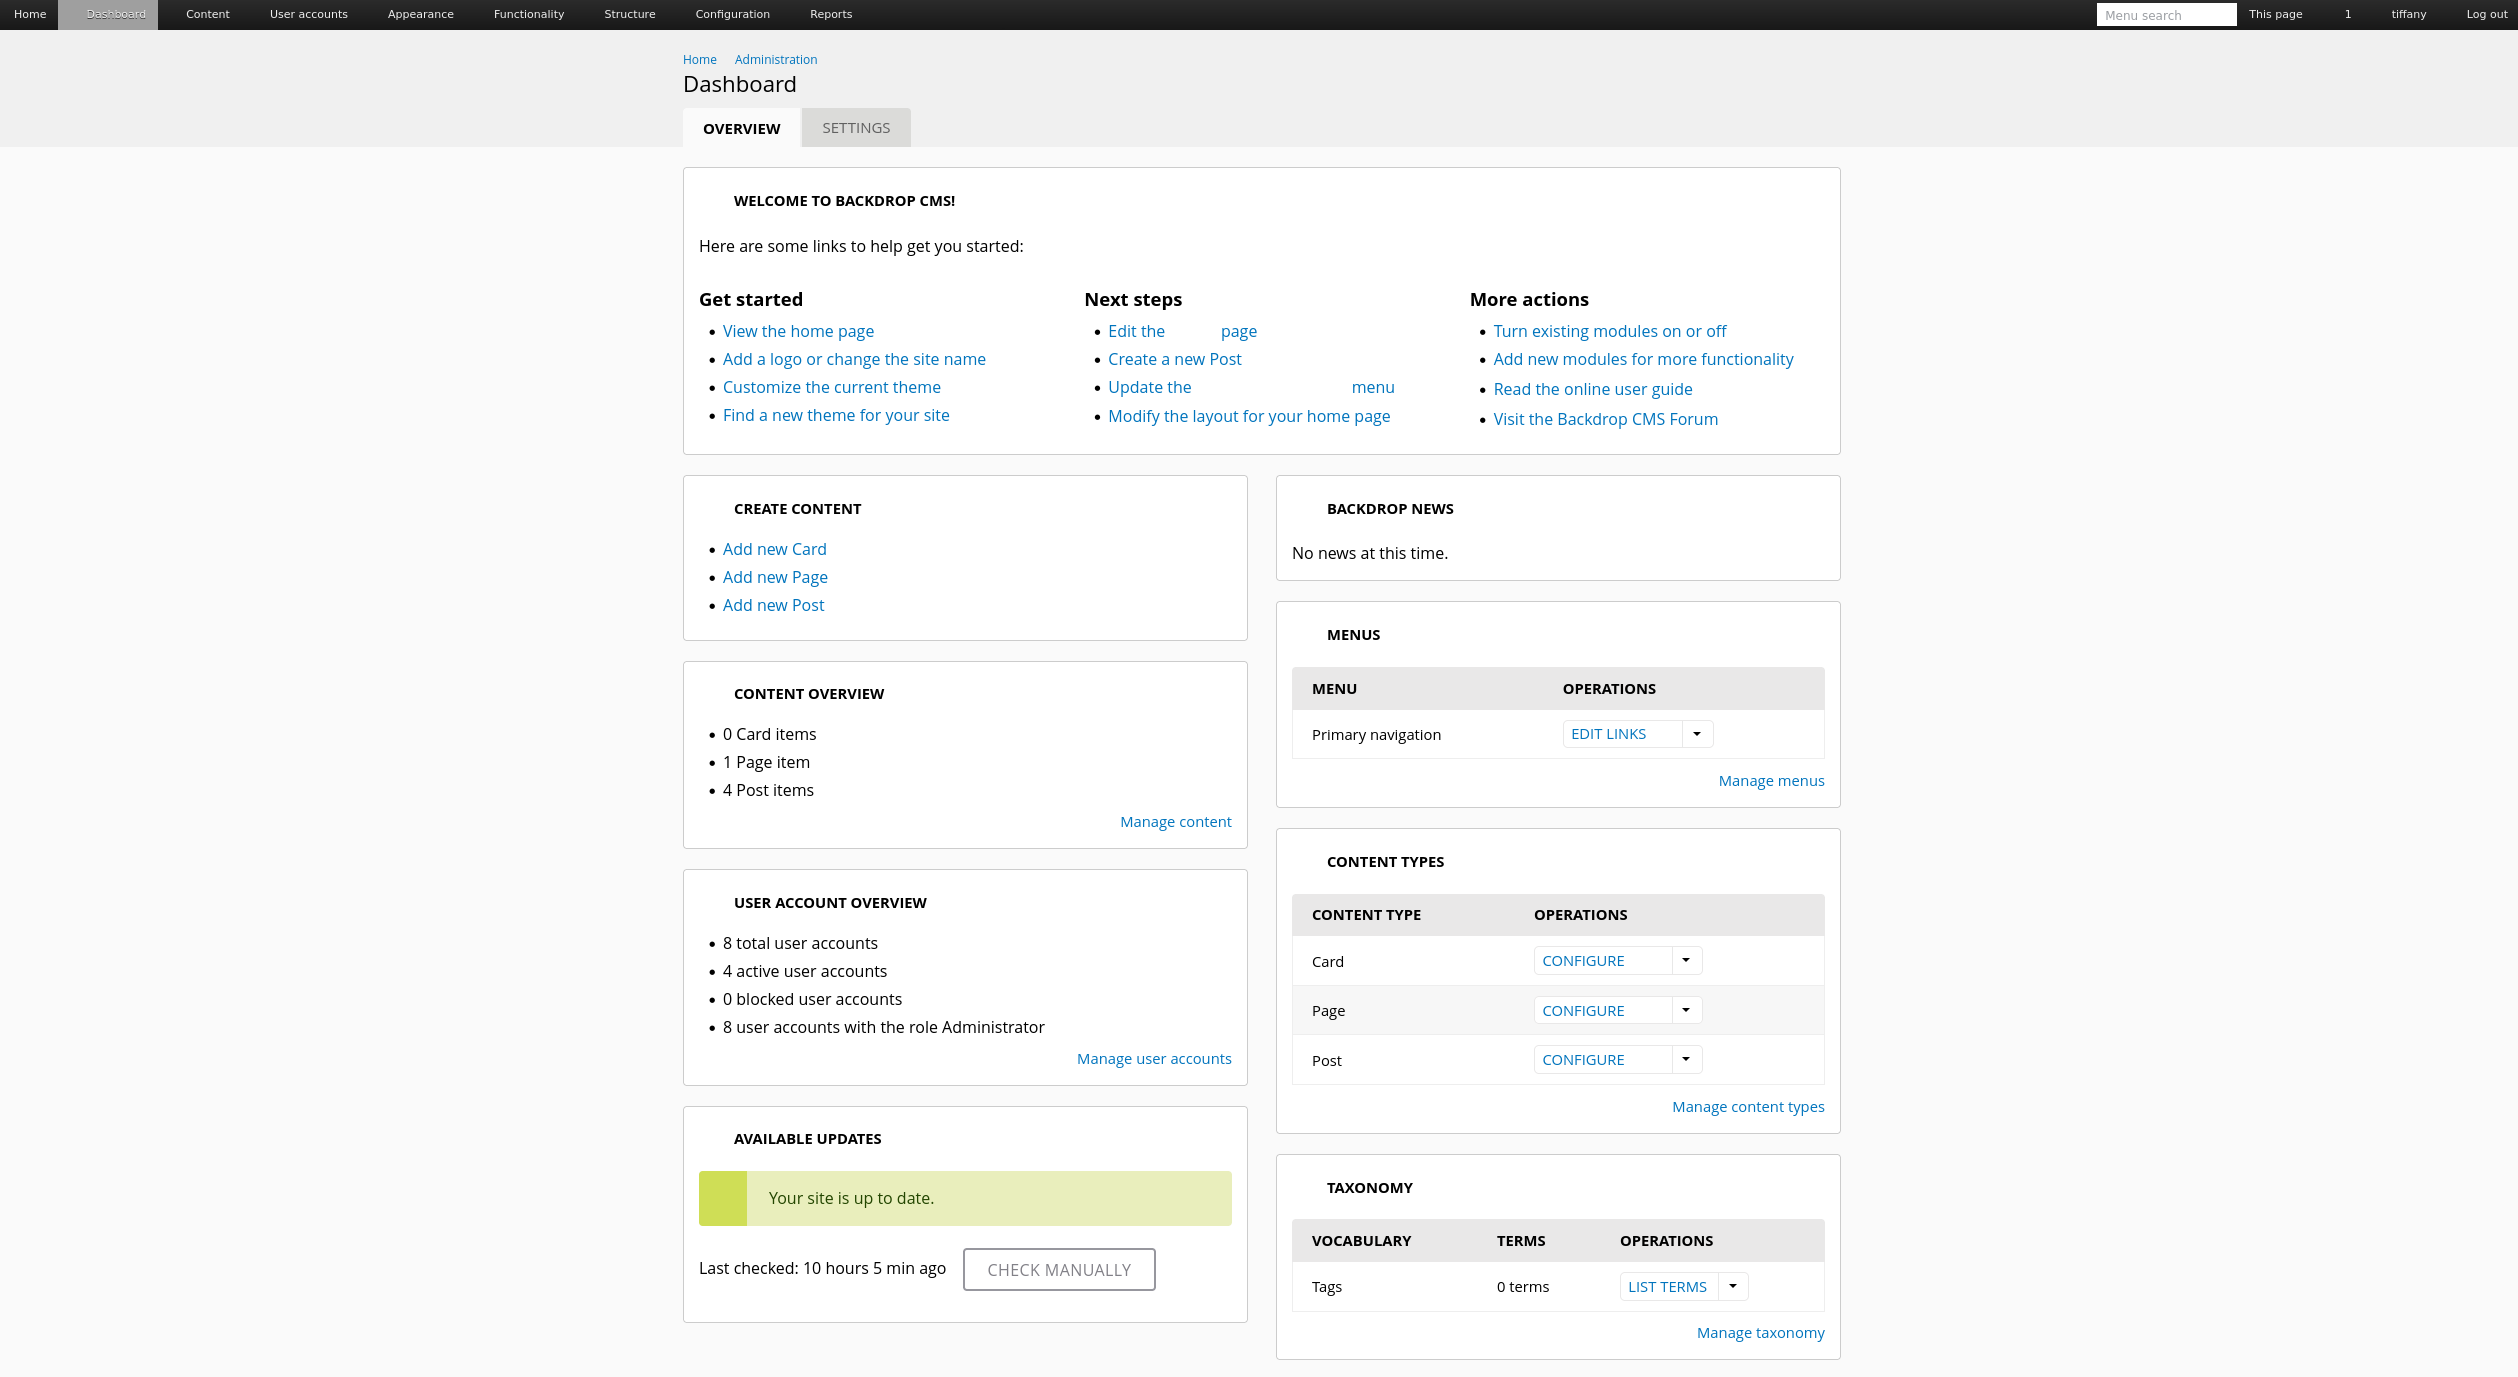 Home Dashboard Content User accounts Appearance Functionality Structure Configuration Reports Menu search This page 1 tiffany Log out
Home Administration
Dashboard
OVERVIEW SETTINGS
WELCOME TO BACKDROP CMS!
Here are some links to help get you started:
Get started
View the home page
Add a logo or change the site name
Customize the current theme
Find a new theme for your site
Next steps
Edit the page
Create a new Post
Update the menu
Modify the layout for your home page
More actions
Turn existing modules on or off
Add new modules for more functionality
Read the online user guide
Visit the Backdrop CMS Forum
CREATE CONTENT
Add new Card
Add new Page
Add new Post
CONTENT OVERVIEW
0 Card items
1 Page item
4 Post items
Manage content
USER ACCOUNT OVERVIEW
8 total user accounts
4 active user accounts
0 blocked user accounts
8 user accounts with the role Administrator
Manage user accounts
AVAILABLE UPDATES
Your site is up to date.
Last checked: 10 hours 5 min ago CHECK MANUALLY
BACKDROP NEWS
No news at this time.
MENUS
MENU OPERATIONS
Primary navigation EDIT LINKS
Manage menus
CONTENT TYPES
CONTENT TYPE OPERATIONS
Card CONFIGURE
Page CONFIGURE
Post CONFIGURE
Manage content types
TAXONOMY
VOCABULARY TERMS OPERATIONS
Tags 0 terms LIST TERMS
Manage taxonomy